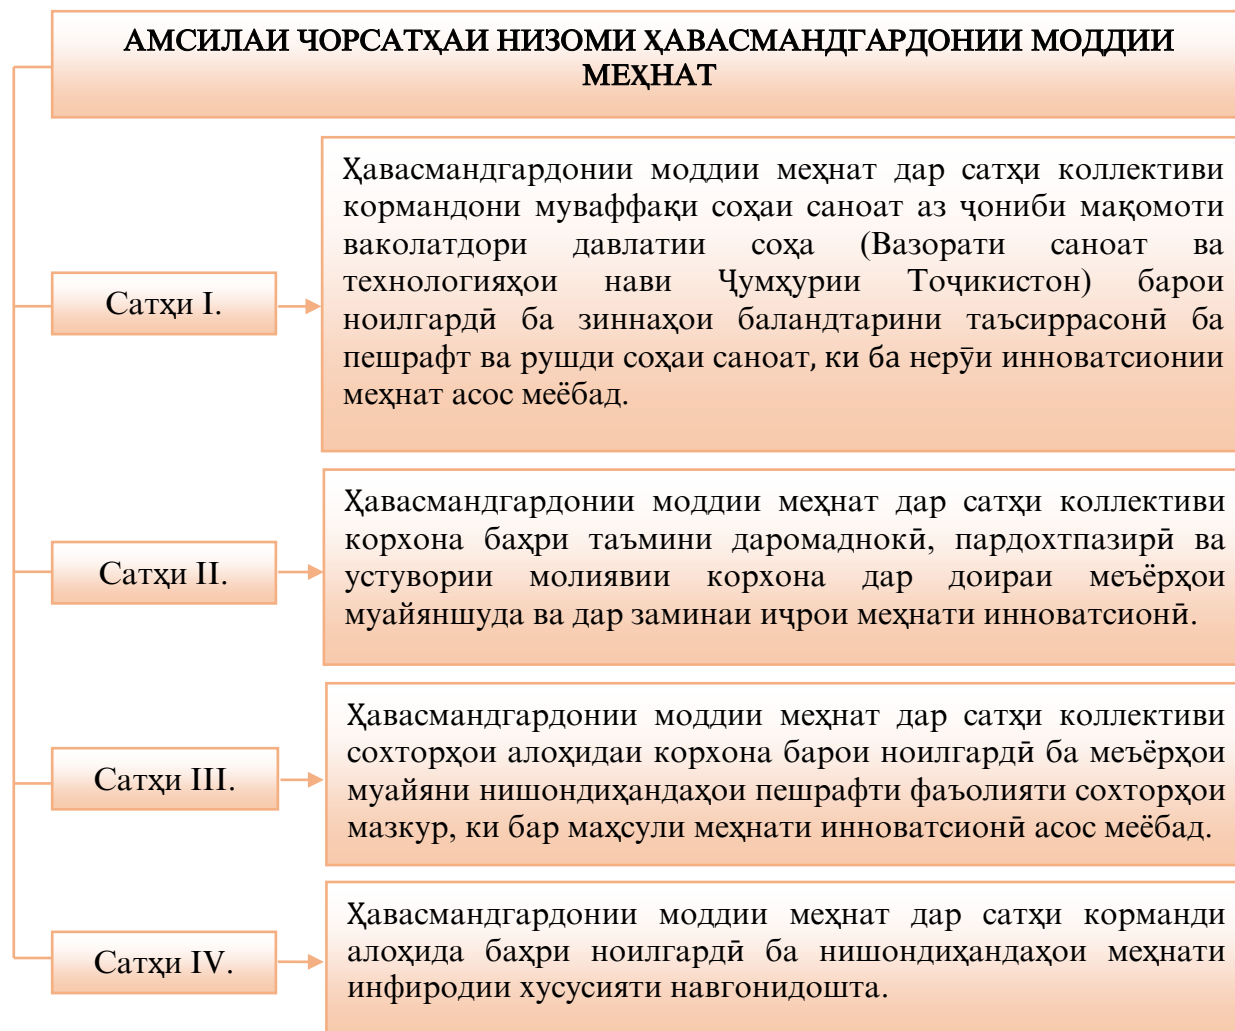 АМСИЛАИ ЧОРСАТҲАИ НИЗОМИ ҲАВАСМАНДГАРДОНИИ МОДДИИ
МЕҲНАТ
Сатҳи I.
Ҳавасмандгардонии моддии меҳнат дар сатҳи коллективи
кормандони муваффақи соҳаи саноат аз ҷониби мақомоти
ваколатдори давлатии соҳа (Вазорати саноат ва
технологияҳои нави Ҷумҳурии Тоҷикистон) барои
ноилгардӣ ба зиннаҳои баландтарини таъсиррасонӣ ба
пешрафт ва рушди соҳаи саноат, ки ба нерӯи инноватсионии
меҳнат асос меёбад.
Сатҳи II.
Ҳавасмандгардонии моддии меҳнат дар сатҳи коллективи
корхона баҳри таъмини даромаднокӣ, пардохтпазирӣ ва
устувории молиявии корхона дар доираи меъёрҳои
муайяншуда ва дар заминаи иҷрои меҳнати инноватсионӣ.
Сатҳи III.
Ҳавасмандгардонии моддии меҳнат дар сатҳи коллективи
сохторҳои алоҳидаи корхона барои ноилгардӣ ба меъёрҳои
муайяни нишондиҳандаҳои пешрафти фаъолияти сохторҳои
мазкур, ки бар маҳсули меҳнати инноватсионӣ асос меёбад.
Сатҳи IV.
Ҳавасмандгардонии моддии меҳнат дар сатҳи корманди
алоҳида баҳри ноилгардӣ ба нишондиҳандаҳои меҳнати
инфиродии хусусияти навгонидошта.